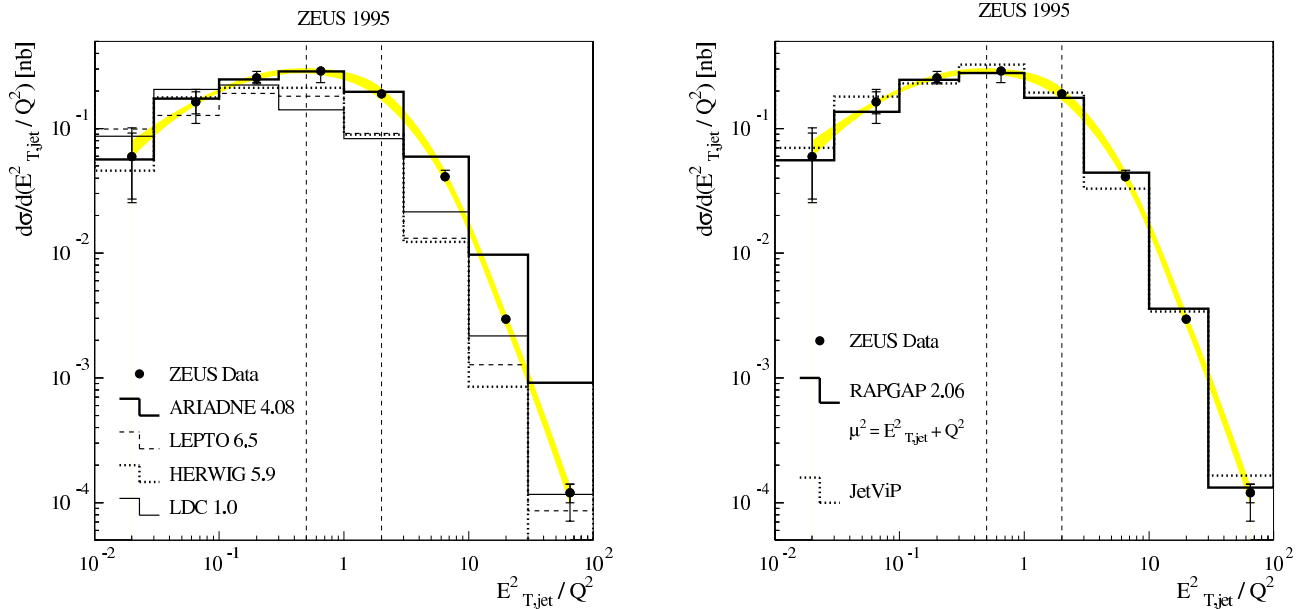 ZEUS 1995
dσ/d(E²T,jet / Q²) [nb]
10⁻¹
10⁻²
10⁻³
10⁻⁴
ZEUS Data
ARIADNE 4.08
LEPTO 6.5
HERWIG 5.9
LDC 1.0
10⁻² 10⁻¹ 1 10 10²
E²T,jet / Q²
ZEUS 1995
dσ/d(E²T,jet / Q²) [nb]
10⁻¹
10⁻²
10⁻³
10⁻⁴
ZEUS Data
RAPGAP 2.06
μ² = E²T,jet + Q²
JetViP
10⁻² 10⁻¹ 1 10 10²
E²T,jet / Q²